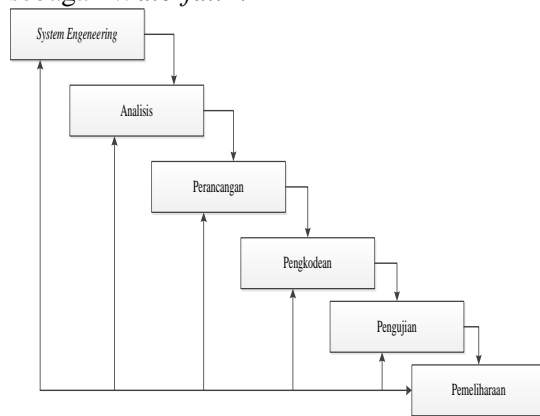 System Engeneering
Analisis
Perancangan
Pengkodean
Pengujian
Pemeliharaan